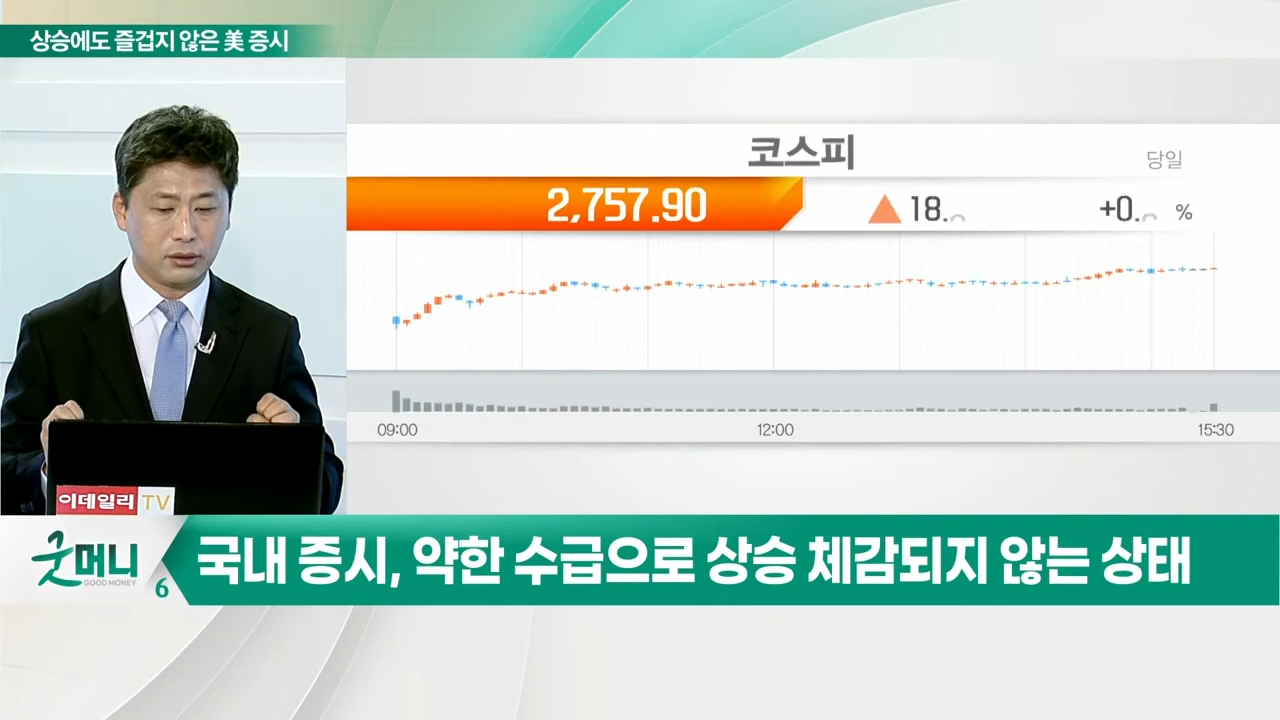 상승에도 즐겁지 않은 美 증시
코스피
당일
2,757.90
▲ 18.
+0. %
09:00
12:00
15:30
이데일리 TV
굿머니
GOOD MONEY
6
국내 증시, 약한 수급으로 상승 체감되지 않는 상태